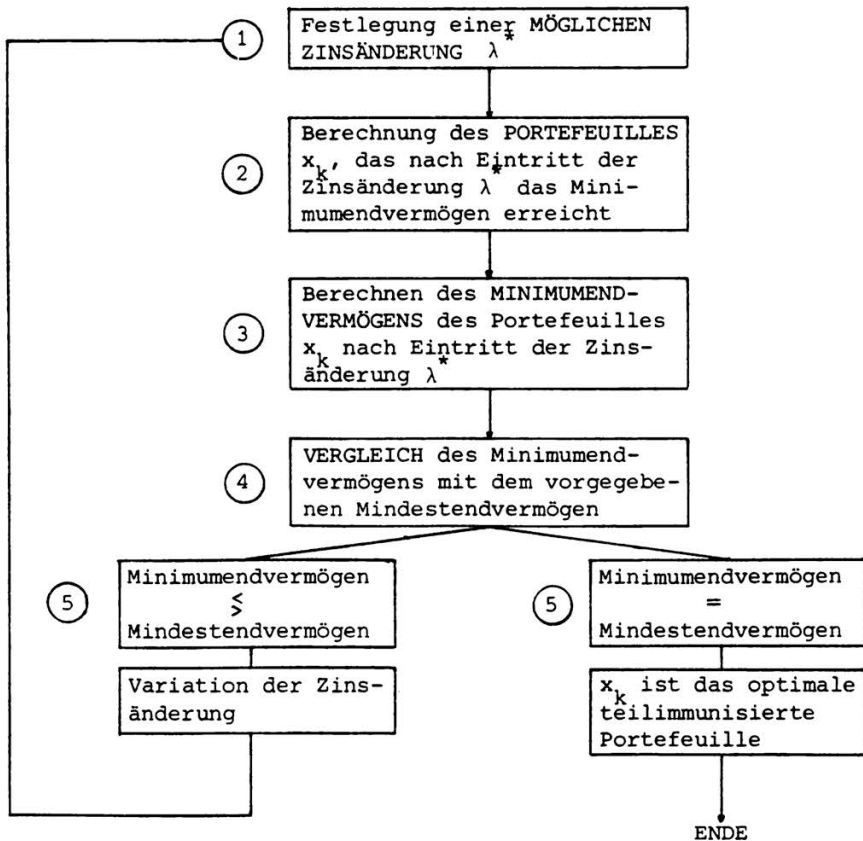 1
Festlegung einer MÖGLICHEN
ZINSÄNDERUNG λ*
2
Berechnung des PORTEFEUILLES
x_k, das nach Eintritt der
Zinsänderung λ* das Mini-
mumendvermögen erreicht
3
Berechnen des MINIMUMEND-
VERMÖGENS des Portefeuilles
x_k nach Eintritt der Zins-
änderung λ*
4
VERGLEICH des Minimumend-
vermögens mit dem vorgegebe-
nen Mindestendvermögen
5
Minimumendvermögen
≶
Mindestendvermögen
Variation der Zins-
änderung
5
Minimumendvermögen
=
Mindestendvermögen
x_k ist das optimale
teilimmunisierte
Portefeuille
ENDE